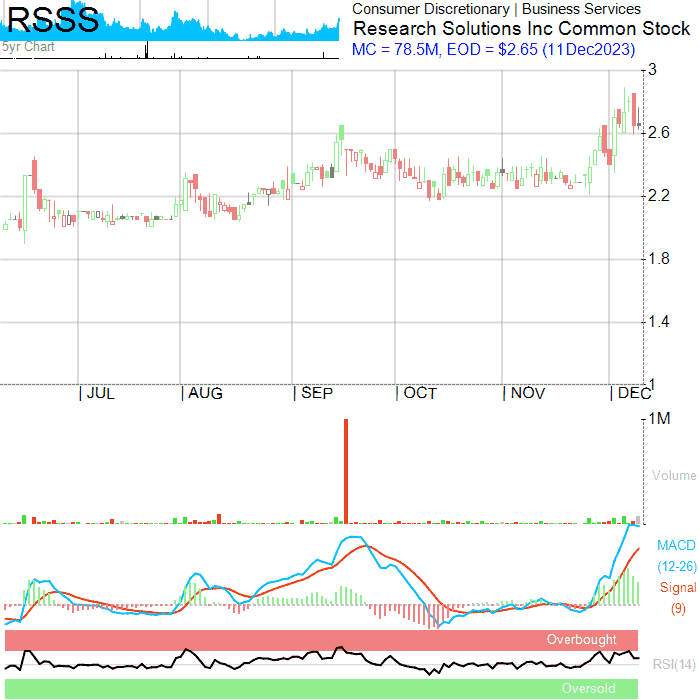 RSSS
5yr Chart
Consumer Discretionary | Business Services
Research Solutions Inc Common Stock
MC = 78.5M, EOD = $2.65 (11Dec2023)
3
2.6
2.2
1.8
1.4
1
| JUL | AUG | SEP | OCT | NOV | DEC
1M
Volume
MACD
(12-26)
Signal
(9)
Overbought
RSI(14)
Oversold